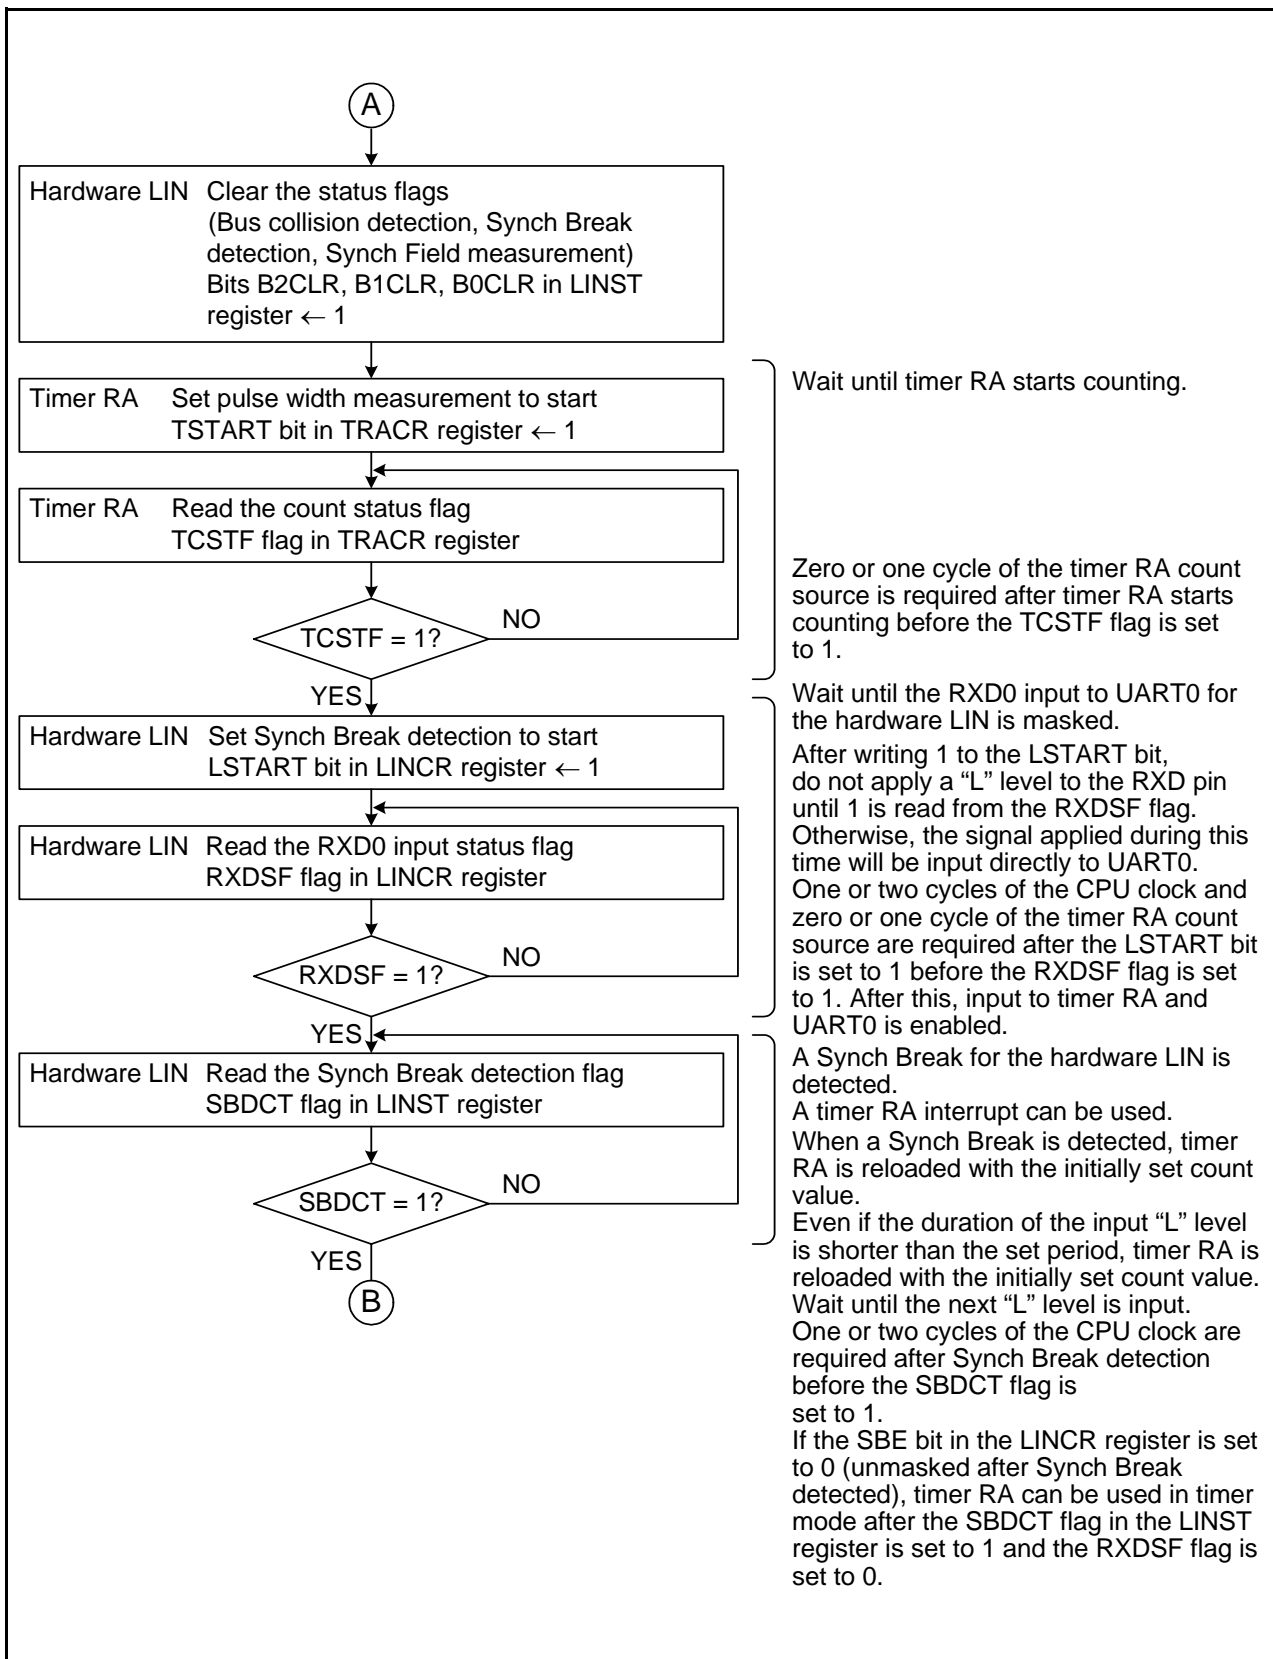 A
Hardware LIN Clear the status flags
(Bus collision detection, Synch Break
detection, Synch Field measurement)
Bits B2CLR, B1CLR, B0CLR in LINST
register ← 1
Timer RA Set pulse width measurement to start
TSTART bit in TRACR register ← 1
Wait until timer RA starts counting.
Timer RA Read the count status flag
TCSTF flag in TRACR register
TCSTF = 1?
NO
YES
Zero or one cycle of the timer RA count
source is required after timer RA starts
counting before the TCSTF flag is set
to 1.
Hardware LIN Set Synch Break detection to start
LSTART bit in LINCR register ← 1
Hardware LIN Read the RXD0 input status flag
RXDSF flag in LINCR register
RXDSF = 1?
NO
YES
Wait until the RXD0 input to UART0 for
the hardware LIN is masked.
After writing 1 to the LSTART bit,
do not apply a “L” level to the RXD pin
until 1 is read from the RXDSF flag.
Otherwise, the signal applied during this
time will be input directly to UART0.
One or two cycles of the CPU clock and
zero or one cycle of the timer RA count
source are required after the LSTART bit
is set to 1 before the RXDSF flag is set
to 1. After this, input to timer RA and
UART0 is enabled.
Hardware LIN Read the Synch Break detection flag
SBDCT flag in LINST register
SBDCT = 1?
NO
YES
B
A Synch Break for the hardware LIN is
detected.
A timer RA interrupt can be used.
When a Synch Break is detected, timer
RA is reloaded with the initially set count
value.
Even if the duration of the input “L” level
is shorter than the set period, timer RA is
reloaded with the initially set count value.
Wait until the next “L” level is input.
One or two cycles of the CPU clock are
required after Synch Break detection
before the SBDCT flag is
set to 1.
If the SBE bit in the LINCR register is set
to 0 (unmasked after Synch Break
detected), timer RA can be used in timer
mode after the SBDCT flag in the LINST
register is set to 1 and the RXDSF flag is
set to 0.